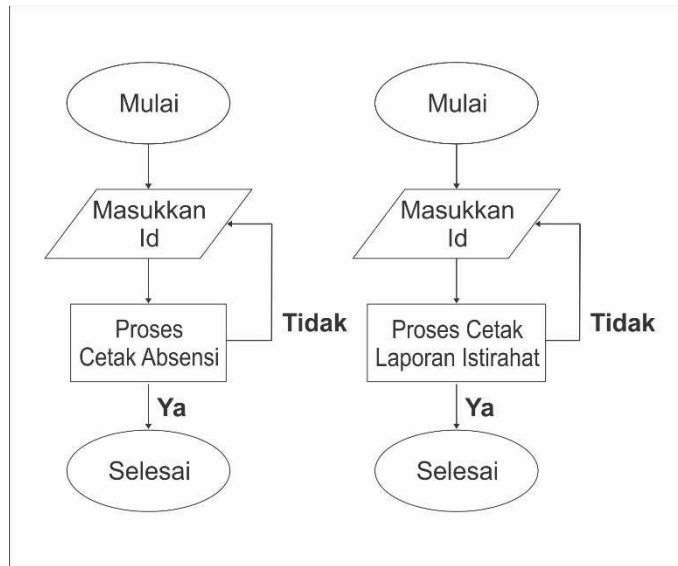 Mulai
Masukkan
Id
Proses
Cetak Absensi
Tidak
Ya
Selesai
Mulai
Masukkan
Id
Proses Cetak
Laporan Istirahat
Tidak
Ya
Selesai